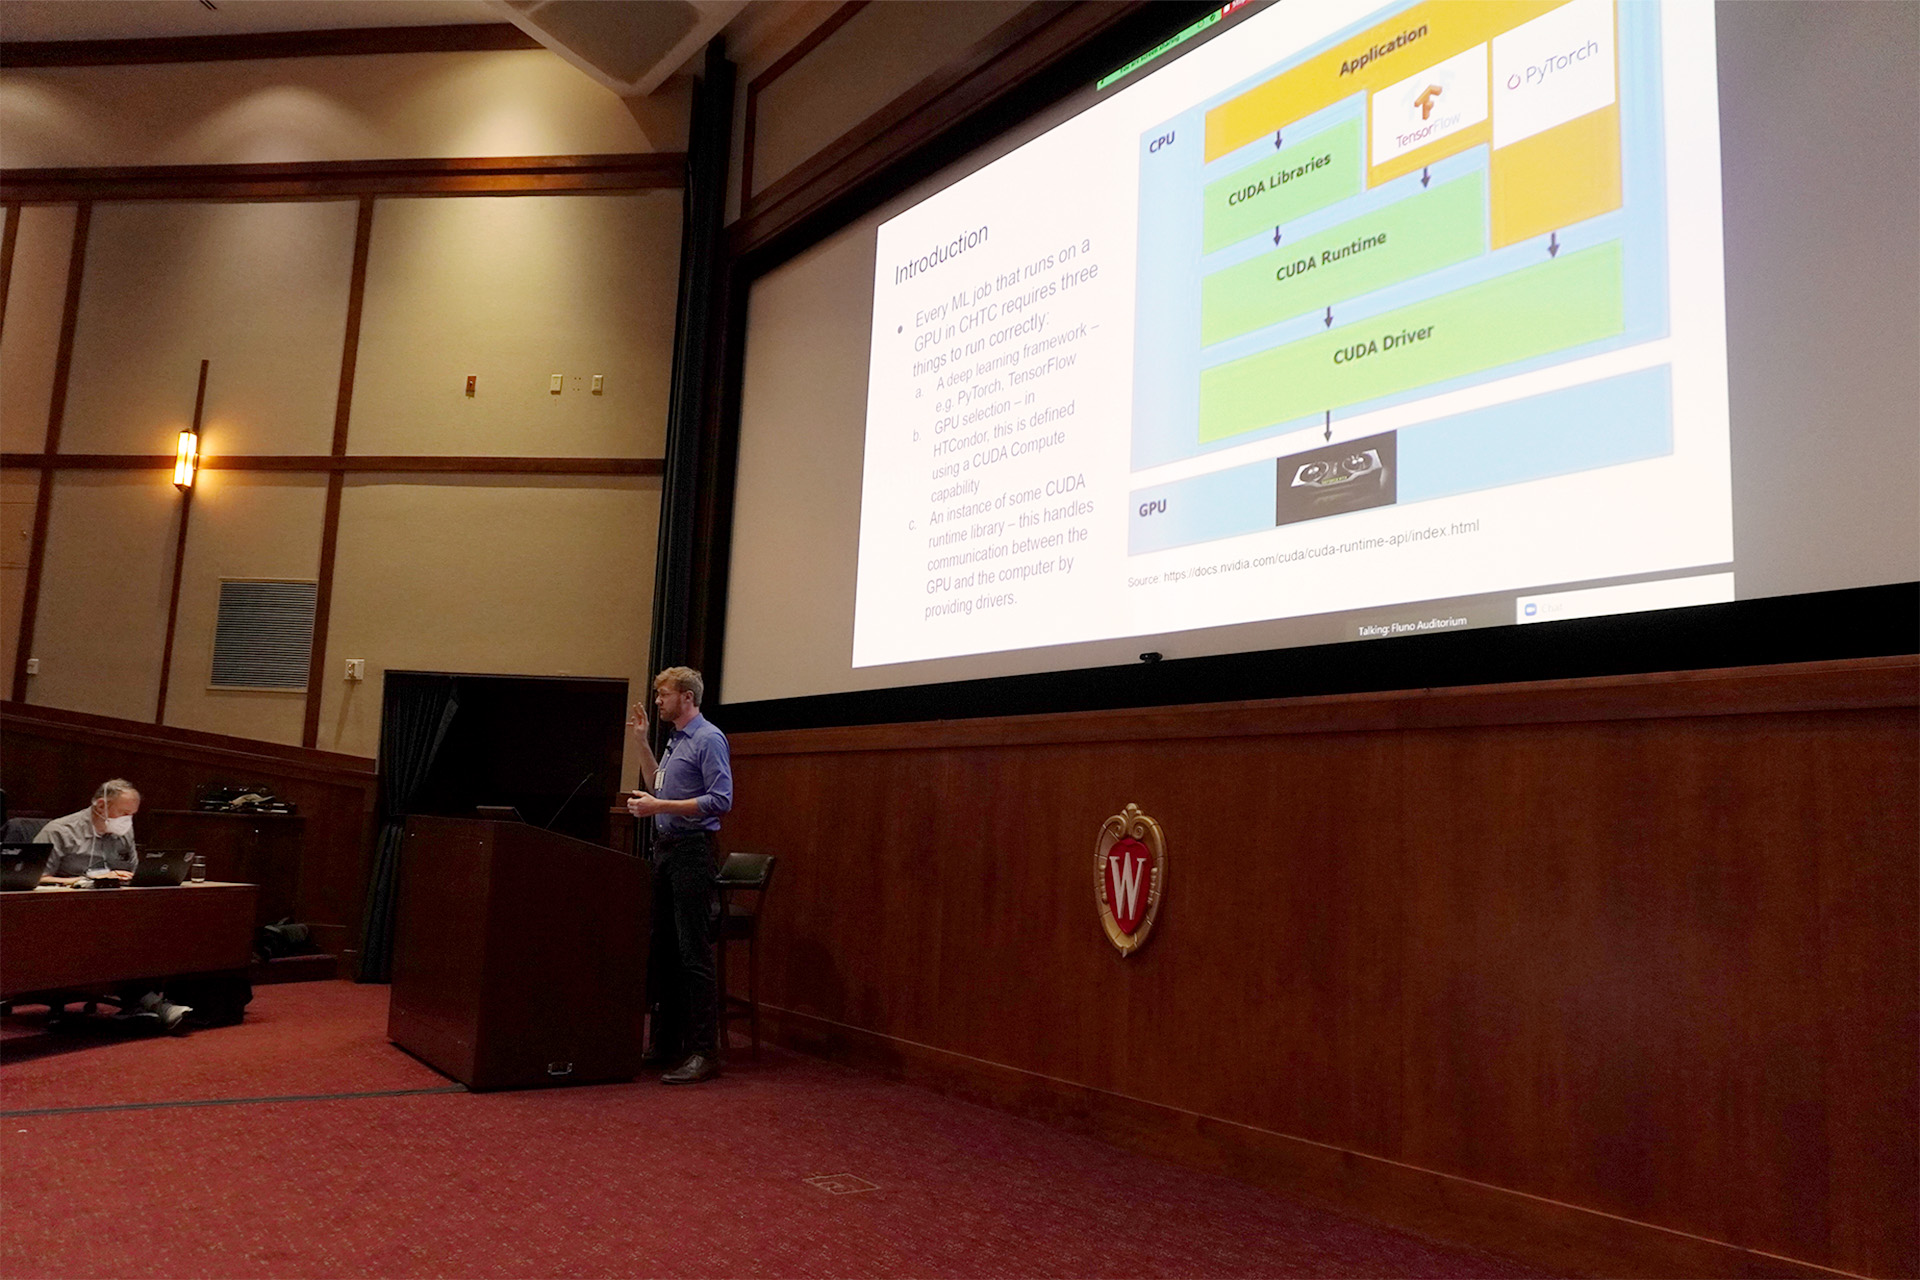 Introduction
• Every ML job that runs on a
GPU in CHTC requires three
things to run correctly:
a. A deep learning framework –
e.g. PyTorch, TensorFlow
b. GPU selection – in
HTCondor, this is defined
using a CUDA Compute
capability
c. An instance of some CUDA
runtime library – this handles
communication between the
GPU and the computer by
providing drivers.
Application
CPU
TensorFlow
PyTorch
CUDA Libraries
CUDA Runtime
CUDA Driver
GPU
Source: https://docs.nvidia.com/cuda/cuda-runtime-api/index.html
Talking: Fluno Auditorium
Chat
W